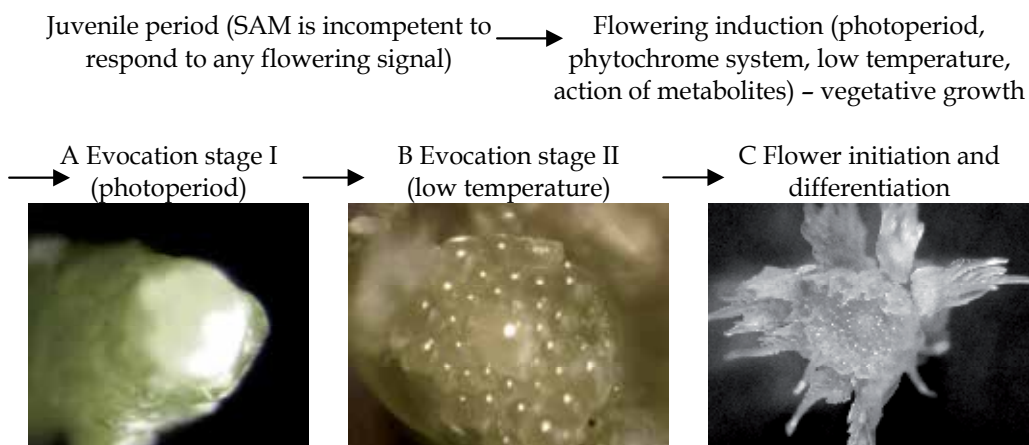 Juvenile period (SAM is incompetent to
respond to any flowering signal)
Flowering induction (photoperiod,
phytochrome system, low temperature,
action of metabolites) – vegetative growth
A Evocation stage I
(photoperiod)
B Evocation stage II
(low temperature)
C Flower initiation and
differentiation